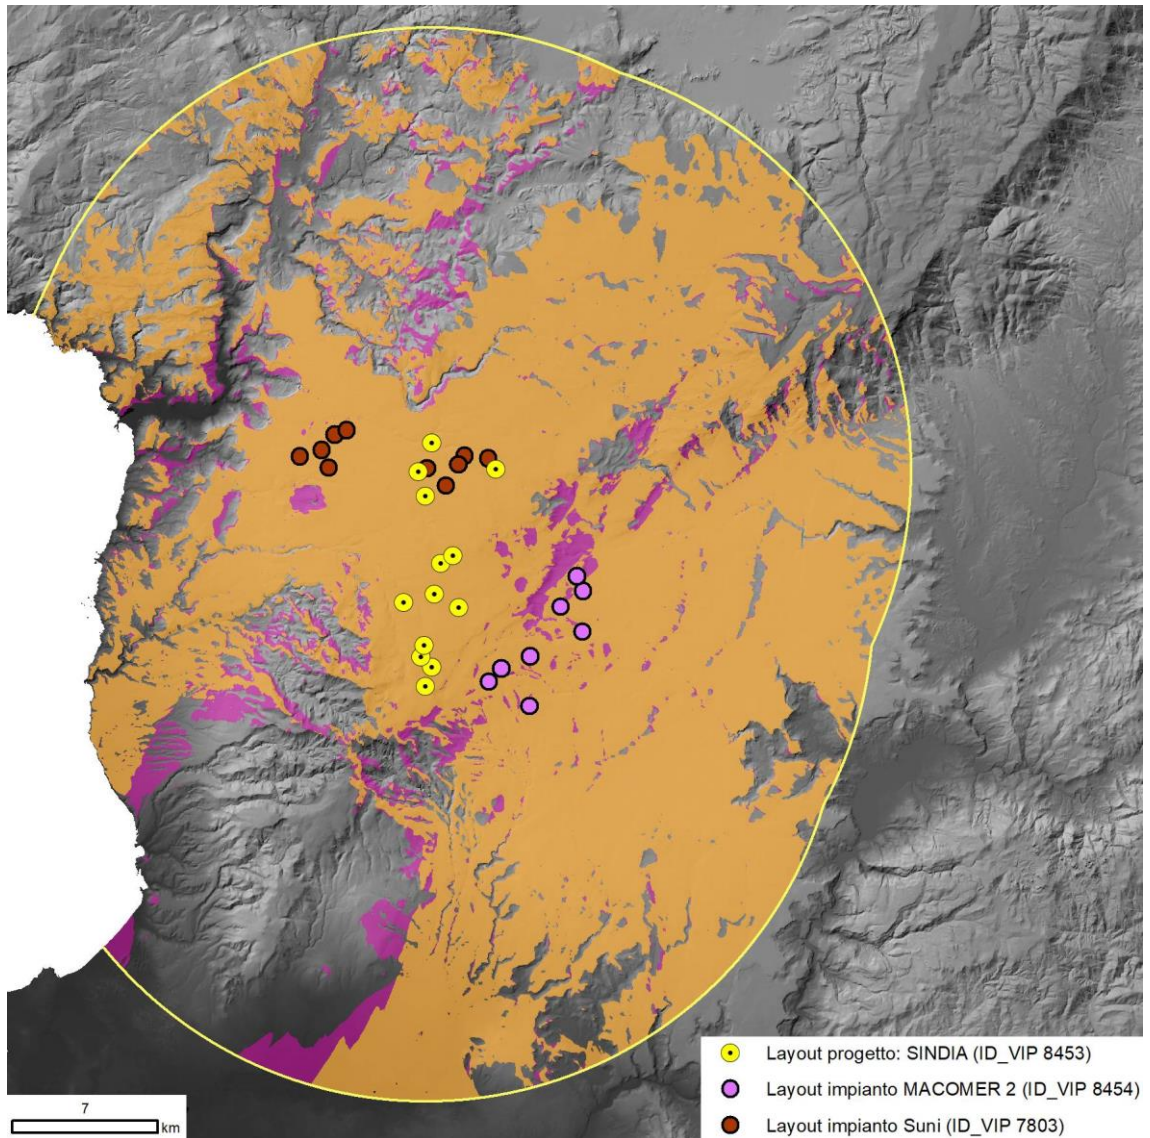 Layout progetto: SINDIA (ID_VIP 8453)
Layout impianto MACOMER 2 (ID_VIP 8454)
Layout impianto Suni (ID_VIP 7803)
7
km